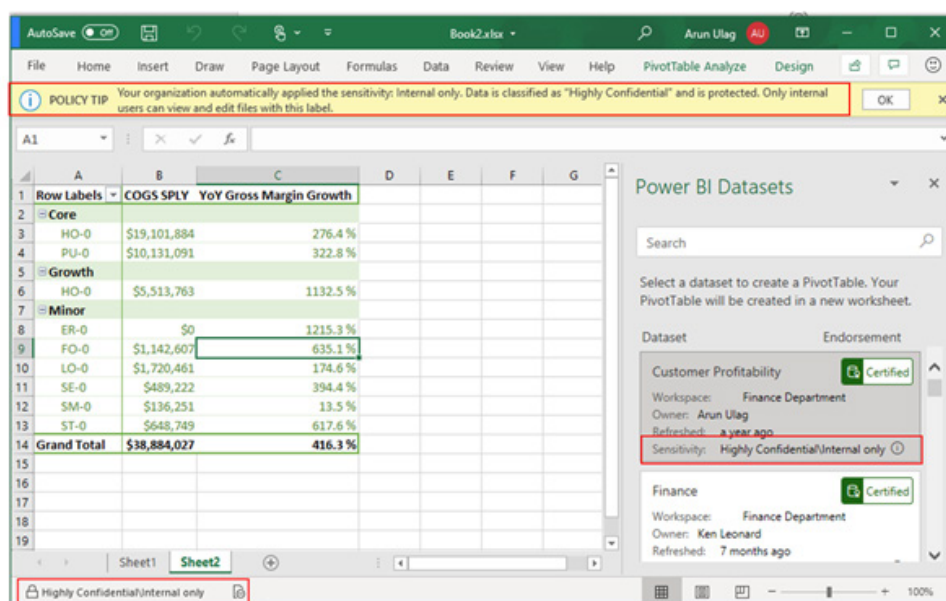 AutoSave Off Book2.xlsx Arun Ulag AU
File Home Insert Draw Page Layout Formulas Data Review View Help PivotTable Analyze Design
POLICY TIP Your organization automatically applied the sensitivity: Internal only. Data is classified as "Highly Confidential" and is protected. Only internal
users can view and edit files with this label.
OK
A1 fx
A B C D E F G
1 Row Labels COGS SPLY YoY Gross Margin Growth
2 Core
3 HO-0 $19,101,884 276.4 %
4 PU-0 $10,131,091 322.8 %
5 Growth
6 HO-0 $5,513,763 1132.5 %
7 Minor
8 ER-0 $0 1215.3 %
9 FO-0 $1,142,607 635.1 %
10 LO-0 $1,720,461 174.6 %
11 SE-0 $489,222 394.4 %
12 SM-0 $136,251 13.5 %
13 ST-0 $648,749 617.6 %
14 Grand Total $38,884,027 416.3 %
15
16
17
18
19
Power BI Datasets
Search
Select a dataset to create a PivotTable. Your
PivotTable will be created in a new worksheet.
Dataset Endorsement
Customer Profitability Certified
Workspace: Finance Department
Owner: Arun Ulag
Refreshed: a year ago
Sensitivity: Highly Confidential\Internal only
Finance Certified
Workspace: Finance Department
Owner: Ken Leonard
Refreshed: 7 months ago
Sheet1 Sheet2
Highly Confidential\Internal only 100%